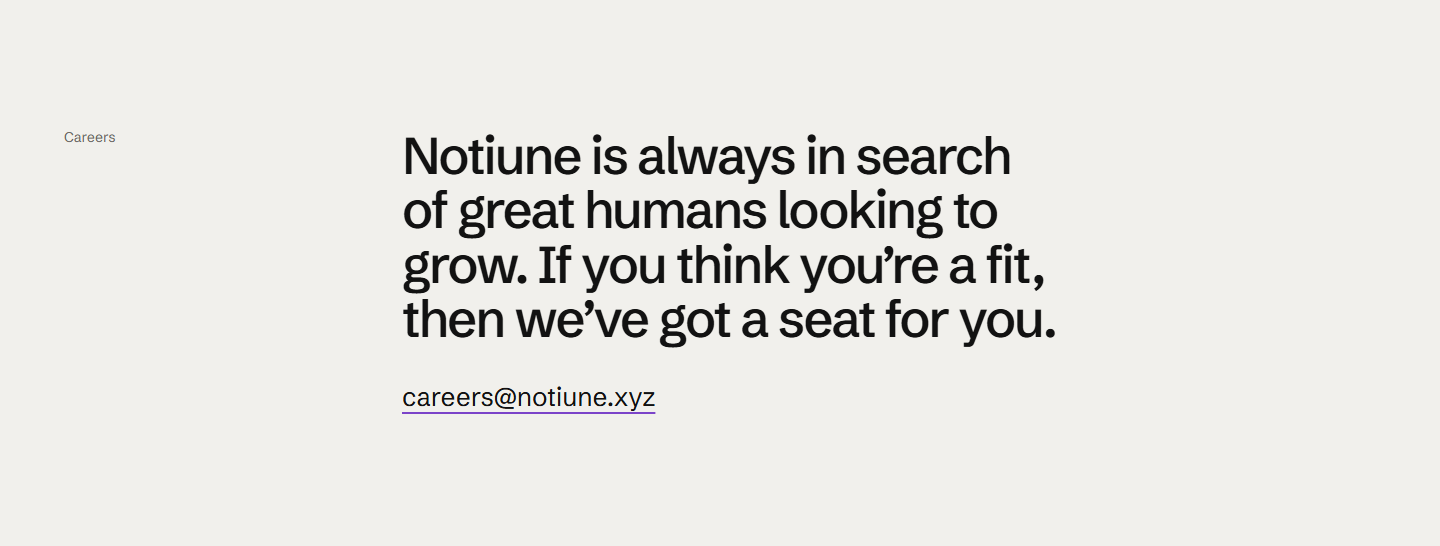 Careers
Notiune is always in search
of great humans looking to
grow. If you think you’re a fit,
then we’ve got a seat for you.
careers@notiune.xyz